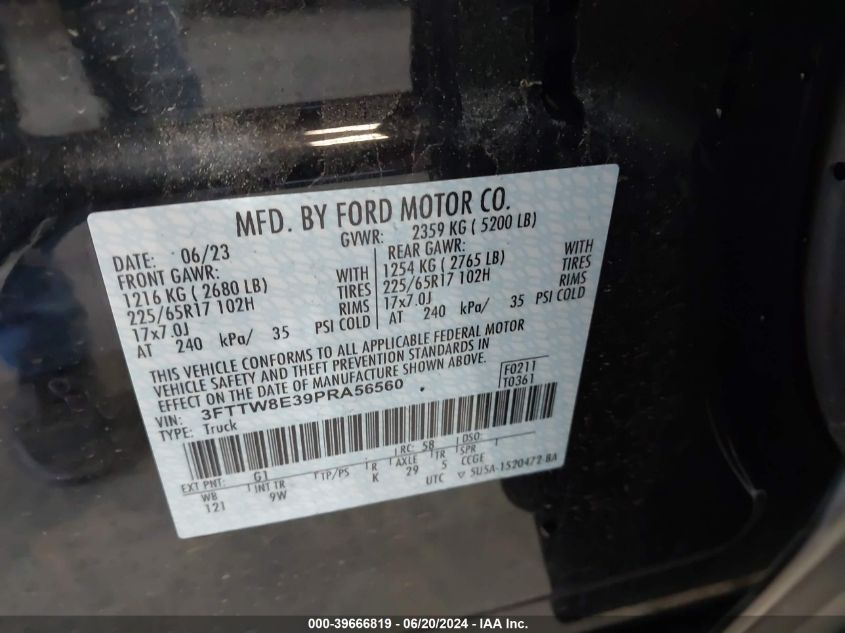 MFD. BY FORD MOTOR CO.
DATE: 06/23 GVWR: 2359 KG ( 5200 LB)
FRONT GAWR: REAR GAWR:
1216 KG ( 2680 LB) WITH 1254 KG ( 2765 LB) WITH
225/65R17 102H TIRES 225/65R17 102H TIRES
17x7.0J RIMS 17x7.0J RIMS
AT 240 kPa/ 35 PSI COLD AT 240 kPa/ 35 PSI COLD
THIS VEHICLE CONFORMS TO ALL APPLICABLE FEDERAL MOTOR
VEHICLE SAFETY AND THEFT PREVENTION STANDARDS IN
EFFECT ON THE DATE OF MANUFACTURE SHOWN ABOVE.
VIN: 3FTTW8E39PRA56560
TYPE: Truck
F0211
T0361
EXT PNT: G1 RC: 58 DSO:
WB INT TR TP/PS R AXLE TR SPR
121 9W K 29 5 CCGE
UTC ▽ 5U5A-1520472-BA
000-39666819 - 06/20/2024 - IAA Inc.